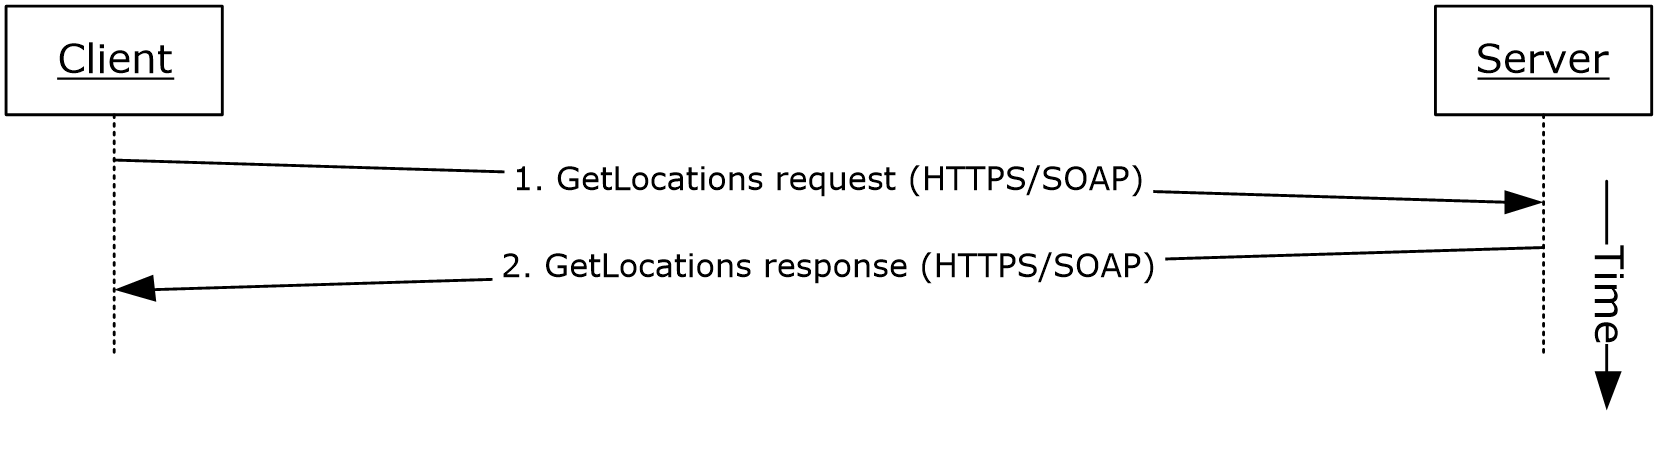 Client
Server
1. GetLocations request (HTTPS/SOAP)
2. GetLocations response (HTTPS/SOAP)
Time